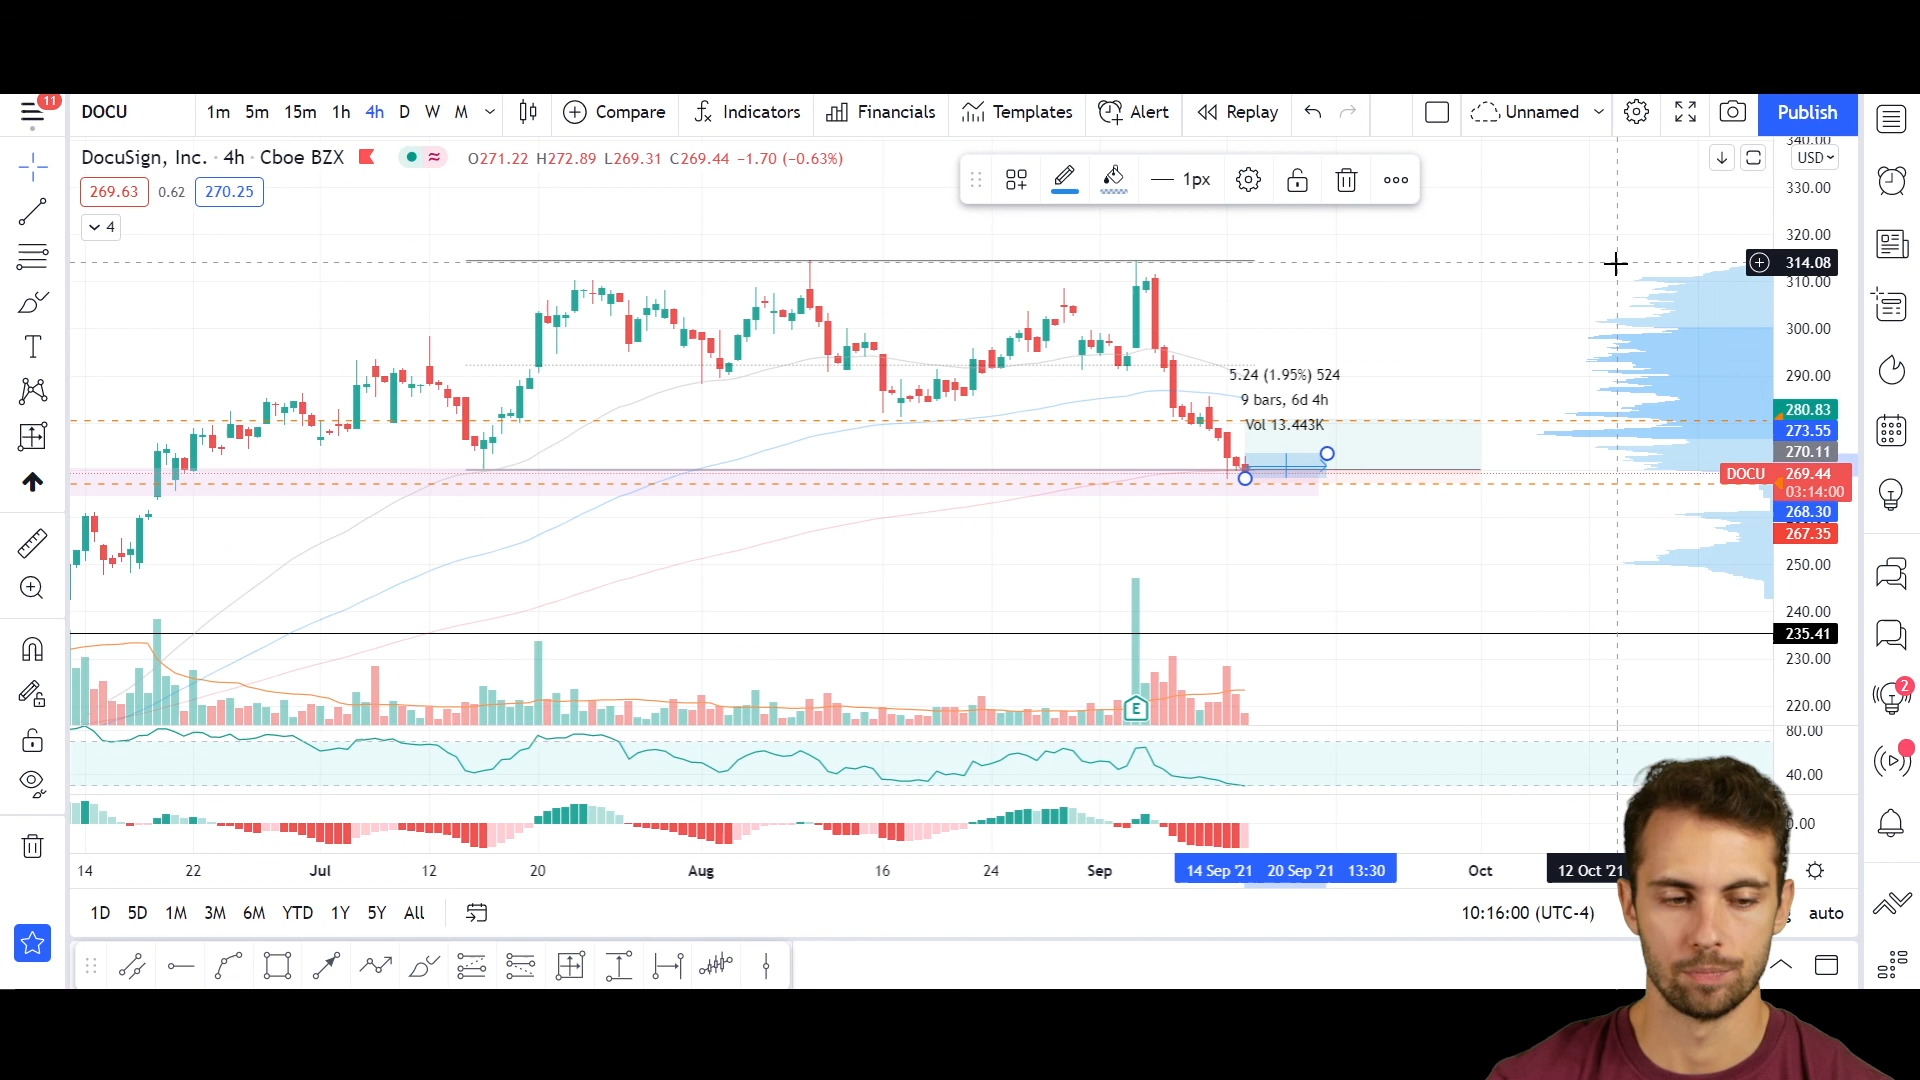 11
DOCU 1m 5m 15m 1h 4h D W M Compare Indicators Financials Templates Alert Replay Unnamed Publish
DocuSign, Inc. · 4h · Cboe BZX O271.22 H272.89 L269.31 C269.44 −1.70 (−0.63%)
269.63 0.62 270.25
4
1px
USD
340.00
330.00
320.00
314.08
310.00
300.00
290.00
280.83
273.55
270.11
DOCU 269.44
03:14:00
268.30
267.35
250.00
240.00
235.41
230.00
220.00
80.00
40.00
5.24 (1.95%) 524
9 bars, 6d 4h
Vol 13.443K
E
2
14 22 Jul 12 20 Aug 16 24 Sep 14 Sep '21 20 Sep '21 13:30 Oct 12 Oct '21
1D 5D 1M 3M 6M YTD 1Y 5Y All 10:16:00 (UTC-4) auto